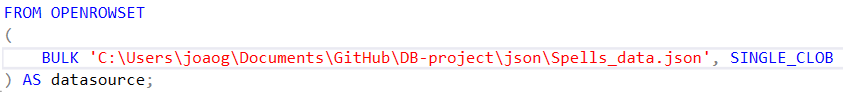 FROM OPENROWSET
(
BULK 'C:\Users\joaog\Documents\GitHub\DB-project\json\Spells_data.json', SINGLE_CLOB
) AS datasource;